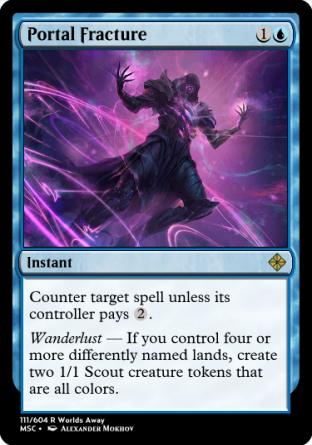 Portal Fracture 1
Instant
Counter target spell unless its
controller pays 2.
Wanderlust — If you control four or
more differently named lands, create
two 1/1 Scout creature tokens that
are all colors.
111/604 R Worlds Away
MSC • Alexander Mokhov